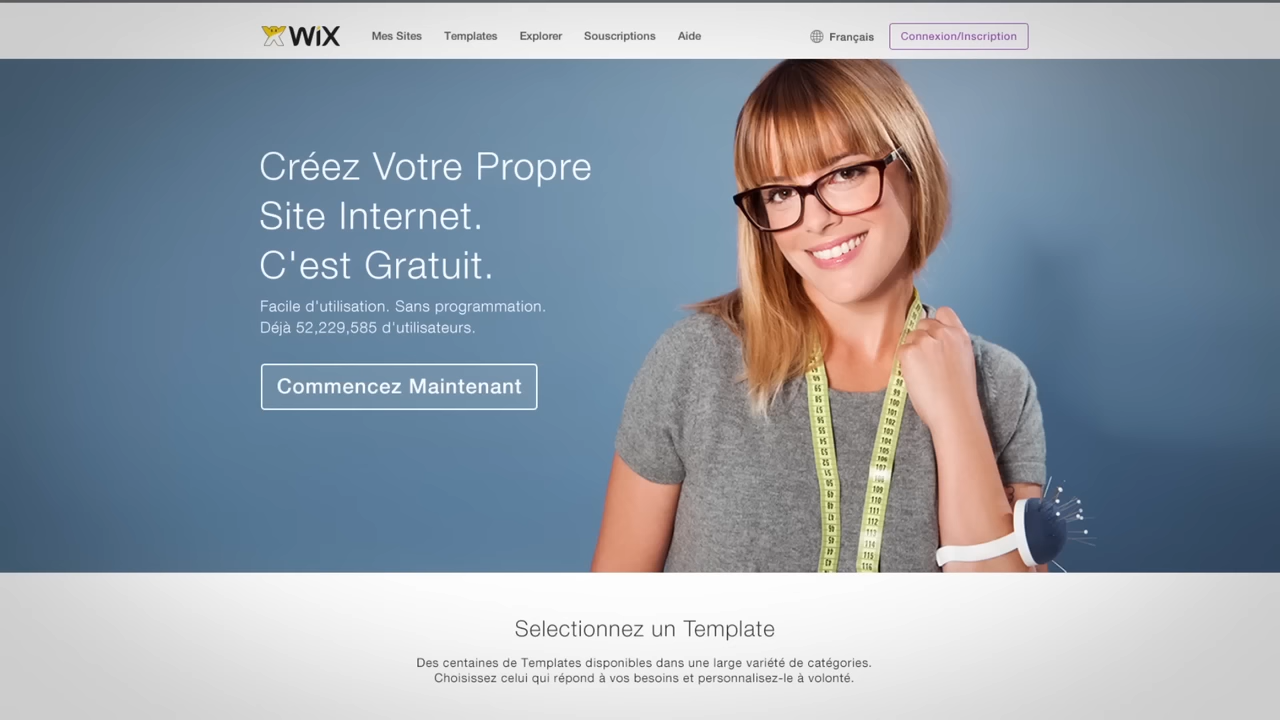 WiX
Mes Sites Templates Explorer Souscriptions Aide
Français
Connexion/Inscription
Créez Votre Propre
Site Internet.
C'est Gratuit.
Facile d'utilisation. Sans programmation.
Déjà 52,229,585 d'utilisateurs.
Commencez Maintenant
Selectionnez un Template
Des centaines de Templates disponibles dans une large variété de catégories.
Choisissez celui qui répond à vos besoins et personnalisez-le à volonté.